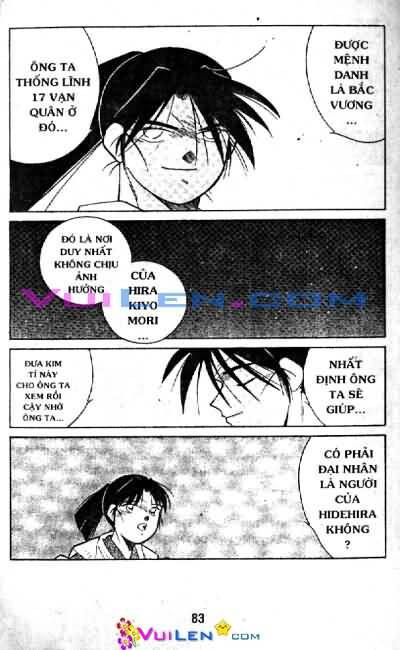 ĐƯỢC
MỆNH
DANH
LÀ BẮC
VƯƠNG
...
ÔNG TA
THỐNG LĨNH
17 VẠN
QUÂN Ở
ĐÓ...
ĐÓ LÀ NƠI
DUY NHẤT
KHÔNG CHỊU
ẢNH
HƯỞNG
CỦA
HIRA
KIYO
MORI
...
VUILEN.COM
NHẤT
ĐỊNH ÔNG
TA SẼ
GIÚP...
ĐƯA KIM
TÍ NÀY
CHO ÔNG TA
XEM RỒI
CẬY NHỜ
ÔNG TA...
CÓ PHẢI
ĐẠI NHÂN
LÀ NGƯỜI
CỦA
HIDEHIRA
KHÔNG
?
83
VUILEN.COM